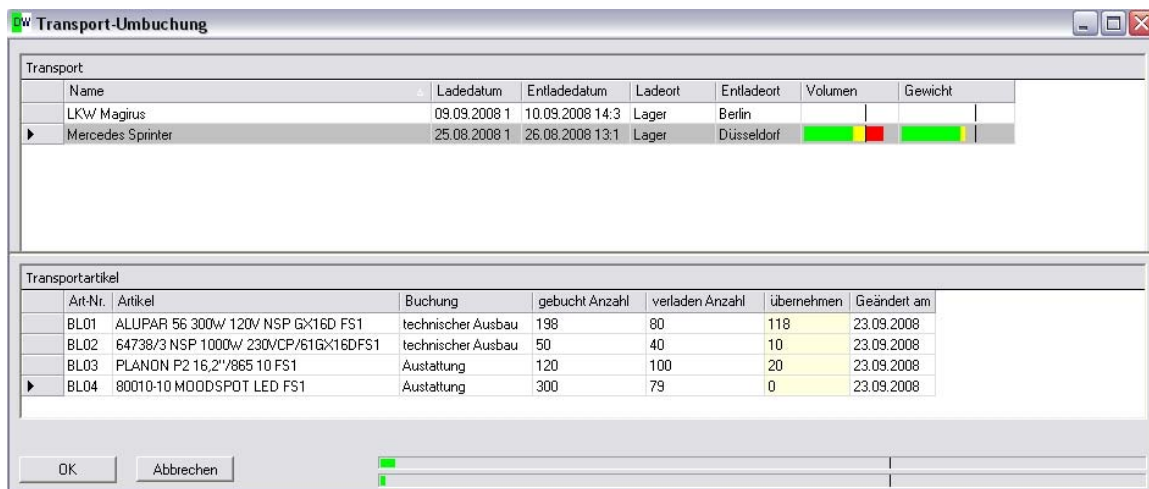 DW Transport-Umbuchung
Transport
Name Ladedatum Entladedatum Ladeort Entladeort Volumen Gewicht
LKW Magirus 09.09.2008 1 10.09.2008 14:3 Lager Berlin
Mercedes Sprinter 25.08.2008 1 26.08.2008 13:1 Lager Düsseldorf
Transportartikel
Art-Nr. Artikel Buchung gebucht Anzahl verladen Anzahl übernehmen Geändert am
BL01 ALUPAR 56 300W 120V NSP GX16D FS1 technischer Ausbau 198 80 118 23.09.2008
BL02 64738/3 NSP 1000W 230VCP/61GX16DFS1 technischer Ausbau 50 40 10 23.09.2008
BL03 PLANON P2 16,2"/865 10 FS1 Austattung 120 100 20 23.09.2008
BL04 80010-10 MOODSPOT LED FS1 Austattung 300 79 0 23.09.2008
OK Abbrechen